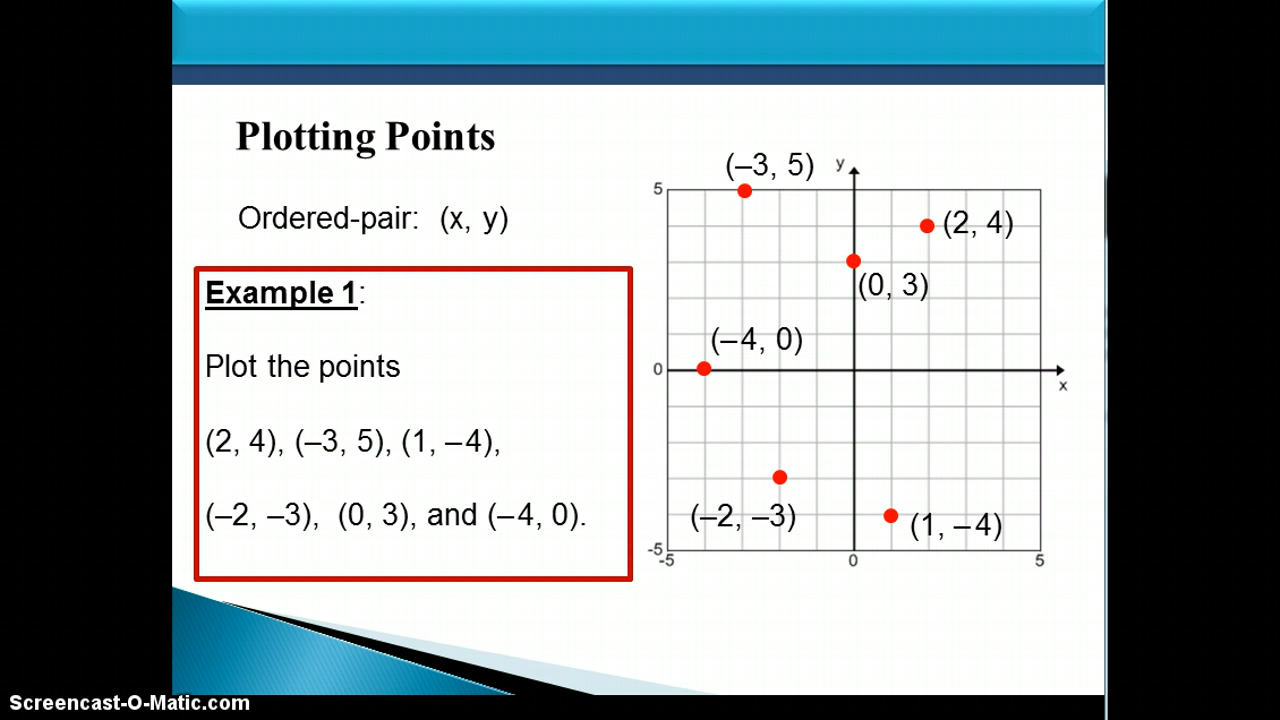 Plotting Points
Ordered-pair: (x, y)
Example 1:
Plot the points
(2, 4), (–3, 5), (1, –4),
(–2, –3), (0, 3), and (–4, 0).
(–3, 5)
y
5
(2, 4)
(0, 3)
(–4, 0)
0
x
(–2, –3)
(1, –4)
-5
-5 0 5
Screencast-O-Matic.com